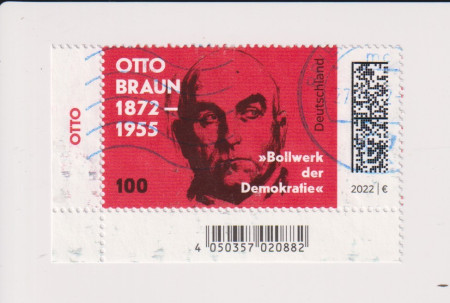 OTTO
OTTO
BRAUN
1872 –
1955
»Bollwerk
der
Demokratie«
100
Deutschland
2022 | €
4 050357 020882